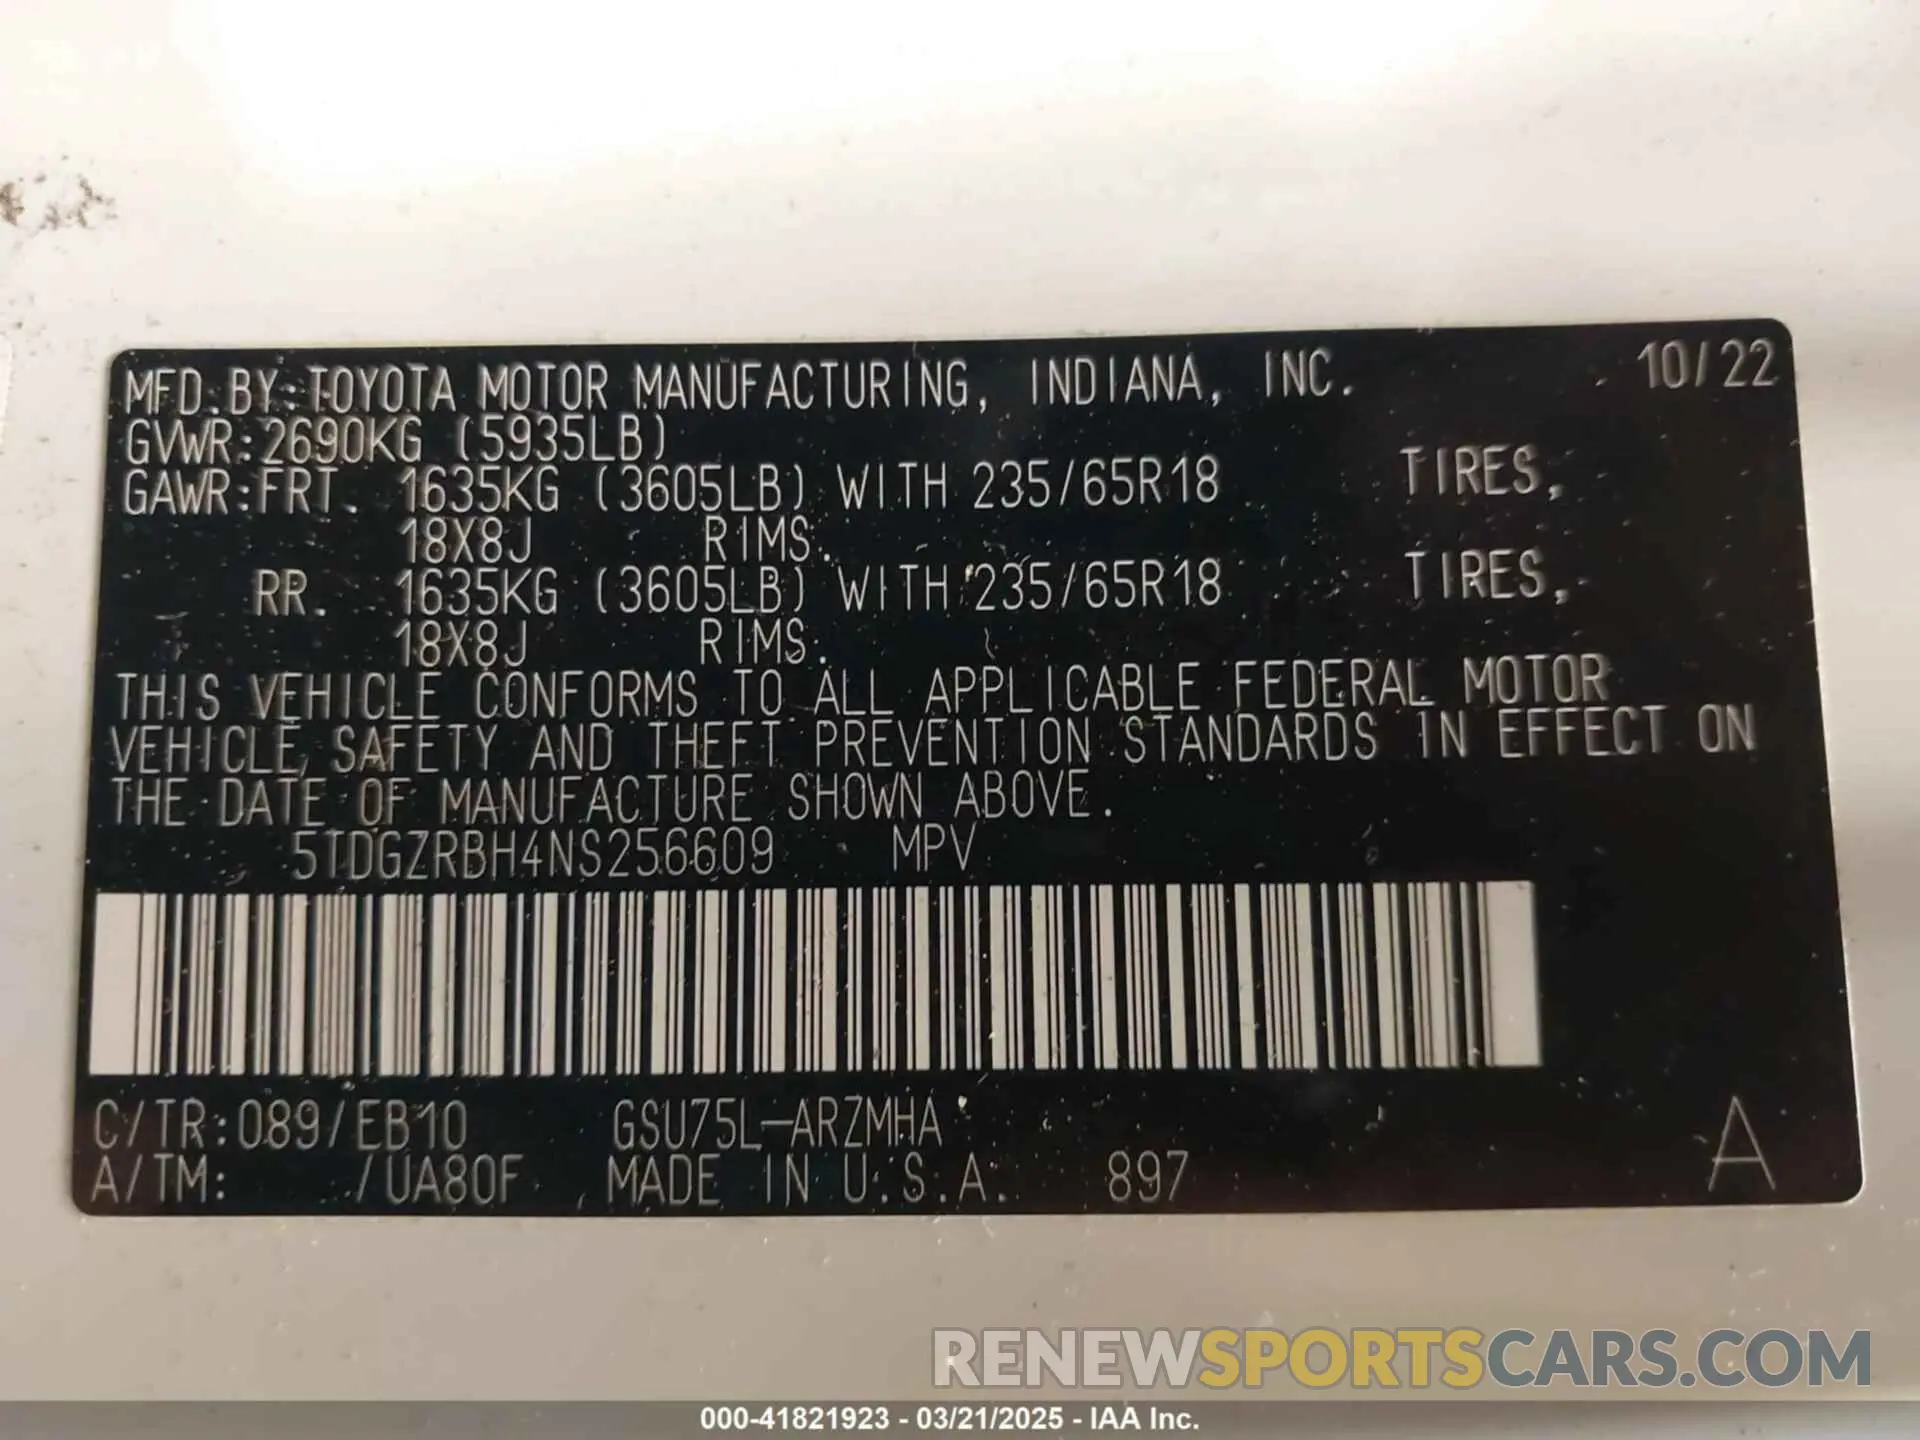 MFD.BY:TOYOTA MOTOR MANUFACTURING, INDIANA, INC. 10/22
GVWR:2690KG (5935LB)
GAWR:FRT. 1635KG (3605LB) WITH 235/65R18 TIRES,
18X8J RIMS.
RR. 1635KG (3605LB) WITH 235/65R18 TIRES,
18X8J RIMS.
THIS VEHICLE CONFORMS TO ALL APPLICABLE FEDERAL MOTOR
VEHICLE SAFETY AND THEFT PREVENTION STANDARDS IN EFFECT ON
THE DATE OF MANUFACTURE SHOWN ABOVE.
5TDGZRBH4NS256609 MPV
C/TR:089/EB10 GSU75L-ARZMHA
A/TM: /UA80F MADE IN U.S.A. 897 A
RENEWSPORTSCARS.COM
000-41821923 - 03/21/2025 - IAA Inc.